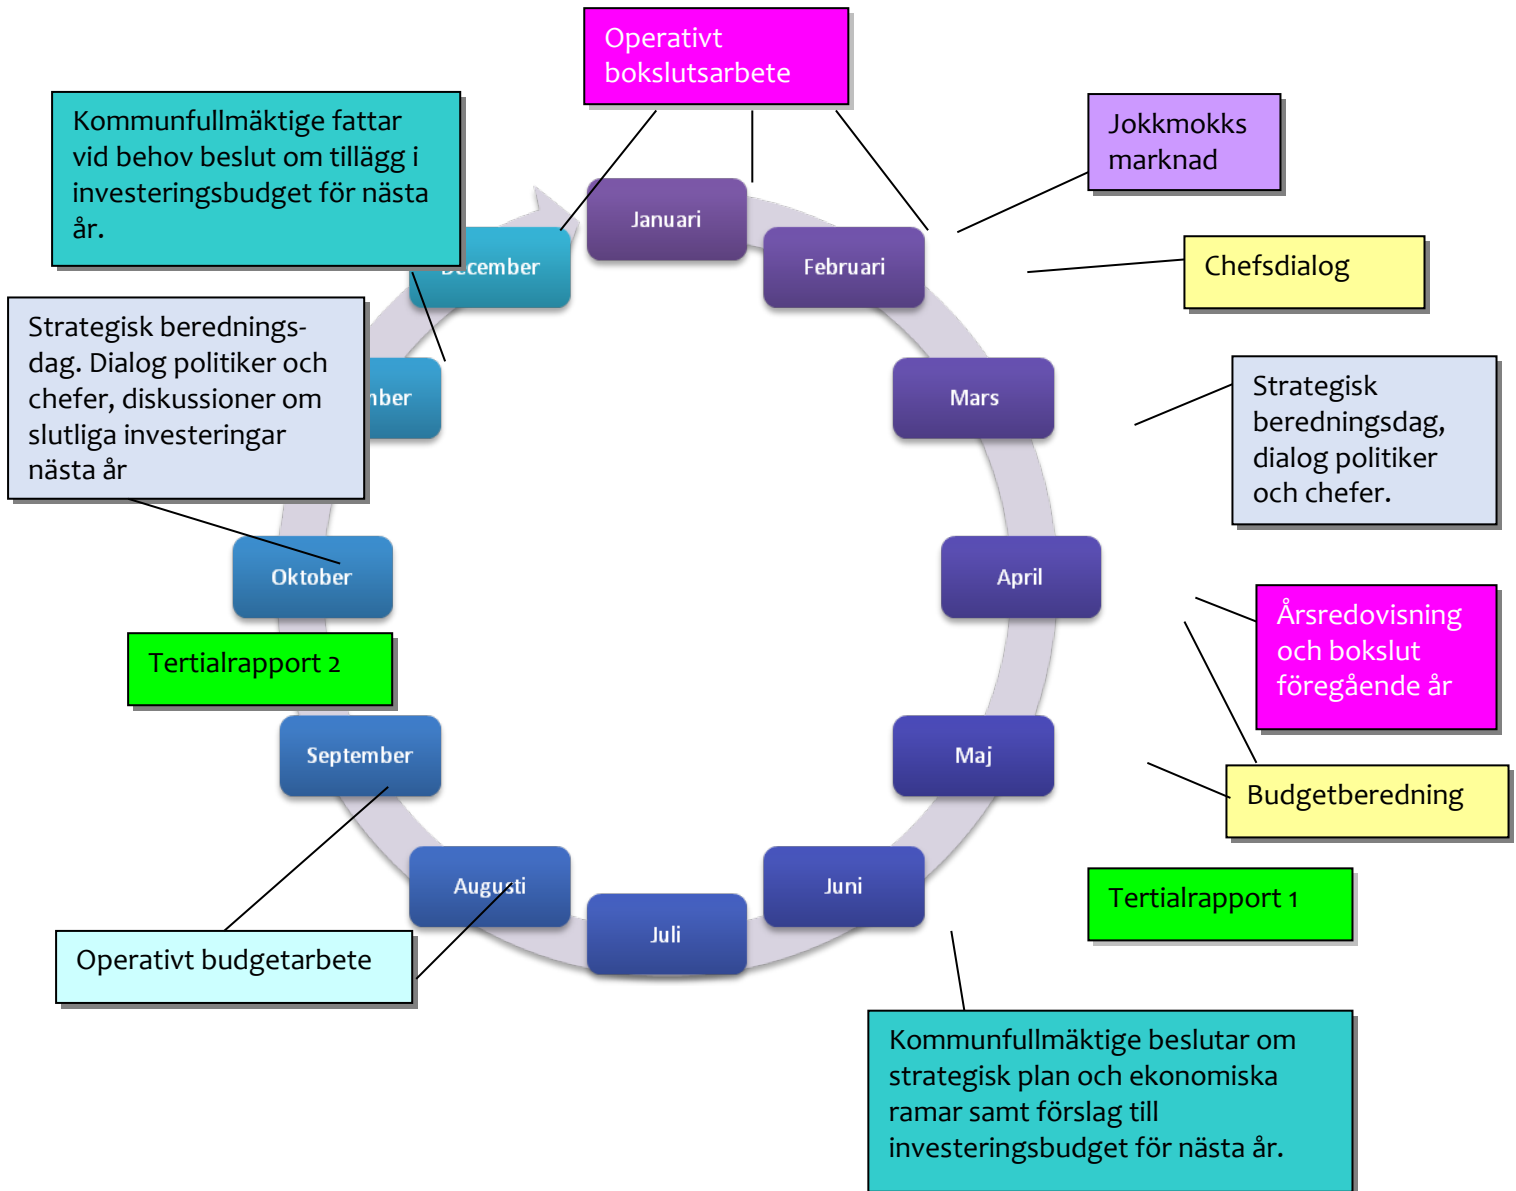 Operativt
bokslutsarbete
Jokkmokks
marknad
Kommunfullmäktige fattar
vid behov beslut om tillägg i
investeringsbudget för nästa
år.
Januari
Februari
Chefsdialog
Strategisk berednings-
dag. Dialog politiker och
chefer, diskussioner om
slutliga investeringar
nästa år
Mars
Strategisk
beredningsdag,
dialog politiker
och chefer.
Oktober
April
Årsredovisning
och bokslut
föregående år
Tertialrapport 2
September
Maj
Budgetberedning
Augusti
Juni
Juli
Tertialrapport 1
Operativt budgetarbete
Kommunfullmäktige beslutar om
strategisk plan och ekonomiska
ramar samt förslag till
investeringsbudget för nästa år.
December
mber